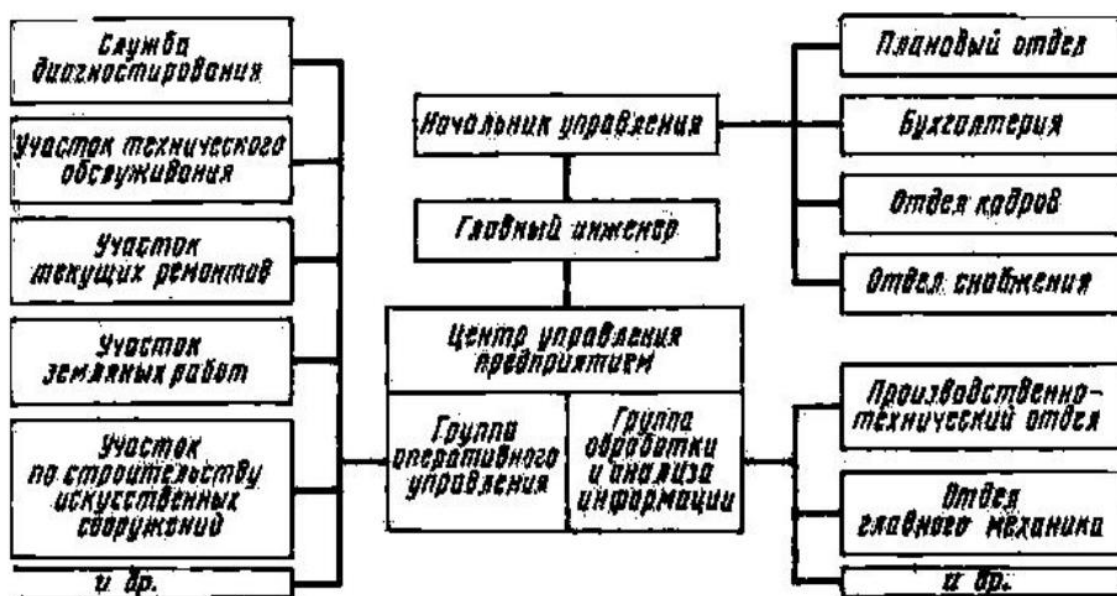 Служба
диагностирования
Участок технического
обслуживания
Участок
текущих ремонтов
Участок
земляных работ
Участок
по строительству
искусственных
сооружений
и др.
Начальник управления
Главный инженер
Центр управления
предприятием
Группа
оперативного
управления
Группа
обработки
и анализа
информации
Плановый отдел
Бухгалтерия
Отдел кадров
Отдел снабжения
Производственно-
технический отдел
Отдел
главного механика
и др.